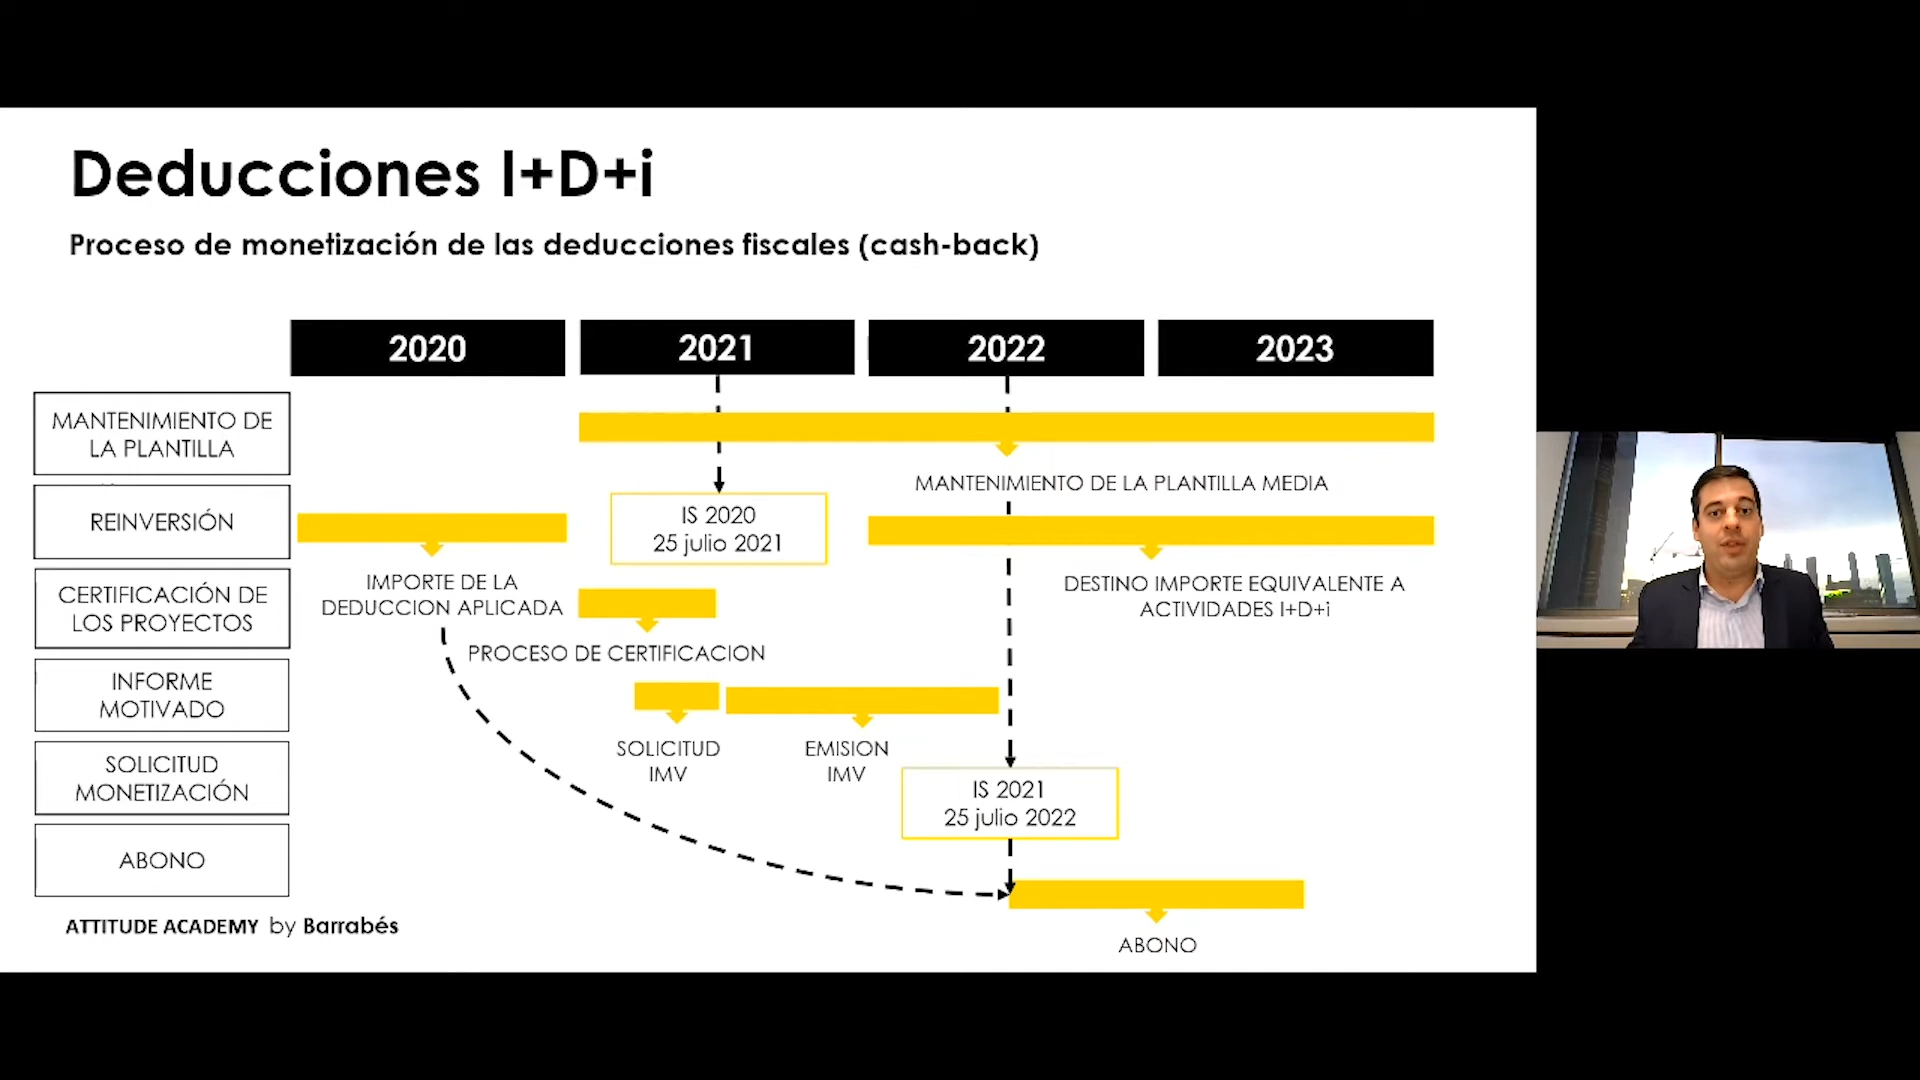 Deducciones I+D+i
Proceso de monetización de las deducciones fiscales (cash-back)
2020
2021
2022
2023
MANTENIMIENTO DE
LA PLANTILLA
MANTENIMIENTO DE LA PLANTILLA MEDIA
REINVERSIÓN
IS 2020
25 julio 2021
IMPORTE DE LA
DEDUCCION APLICADA
DESTINO IMPORTE EQUIVALENTE A
ACTIVIDADES I+D+i
CERTIFICACIÓN DE
LOS PROYECTOS
PROCESO DE CERTIFICACION
INFORME
MOTIVADO
SOLICITUD
IMV
EMISION
IMV
SOLICITUD
MONETIZACIÓN
IS 2021
25 julio 2022
ABONO
ABONO
ATTITUDE ACADEMY by Barrabés